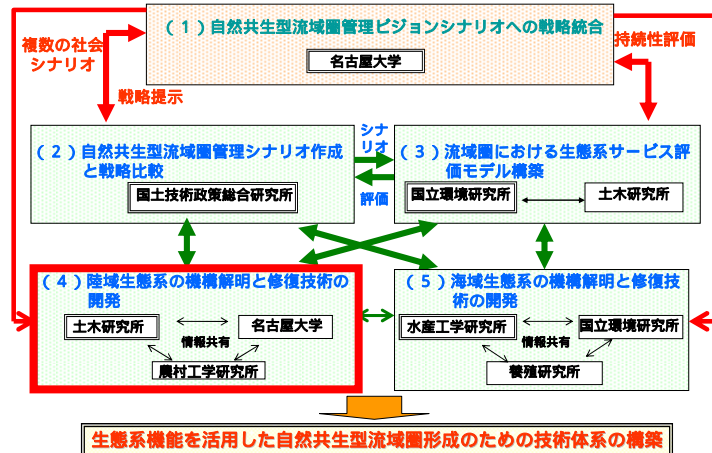 （１）自然共生型流域圏管理ビジョンシナリオへの戦略統合
名古屋大学
複数の社会
シナリオ
戦略提示
持続性評価
（２）自然共生型流域圏管理シナリオ作成
と戦略比較
国土技術政策総合研究所
シナ
リオ
評価
（３）流域圏における生態系サービス評
価モデル構築
国立環境研究所
土木研究所
（４）陸域生態系の機構解明と修復技術の
開発
土木研究所
名古屋大学
情報共有
農村工学研究所
（５）海域生態系の機構解明と修復技
術の開発
水産工学研究所
国立環境研究所
情報共有
養殖研究所
生態系機能を活用した自然共生型流域圏形成のための技術体系の構築